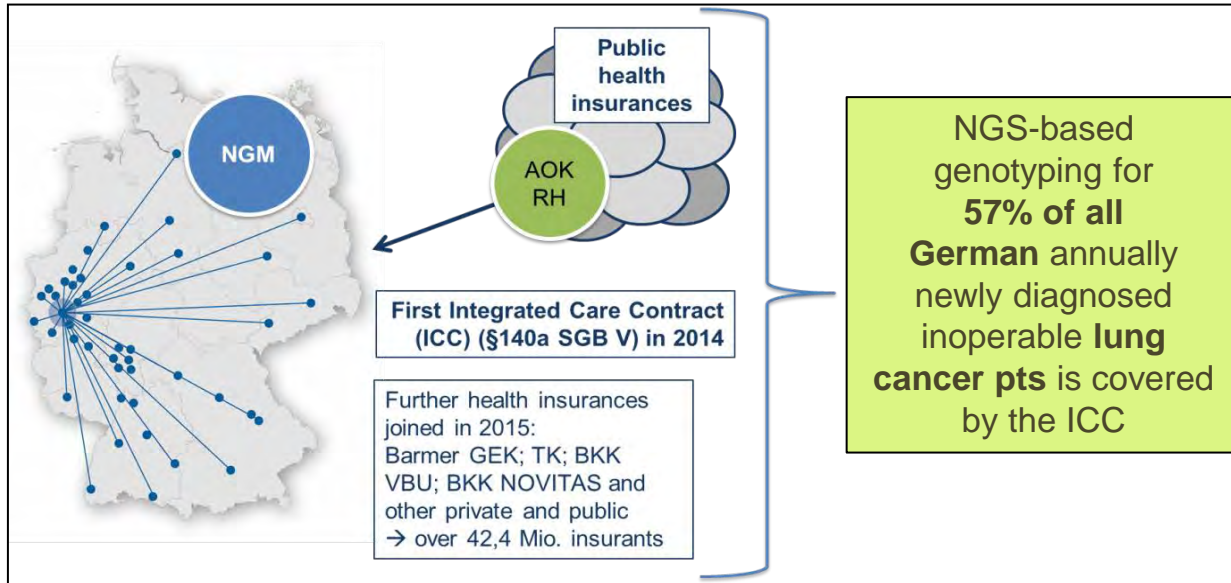 NGM
Public
health
insurances
AOK
RH
First Integrated Care Contract
(ICC) (§140a SGB V) in 2014
Further health insurances
joined in 2015:
Barmer GEK; TK; BKK
VBU; BKK NOVITAS and
other private and public
→ over 42,4 Mio. insurants
NGS-based
genotyping for
57% of all
German annually
newly diagnosed
inoperable lung
cancer pts is covered
by the ICC